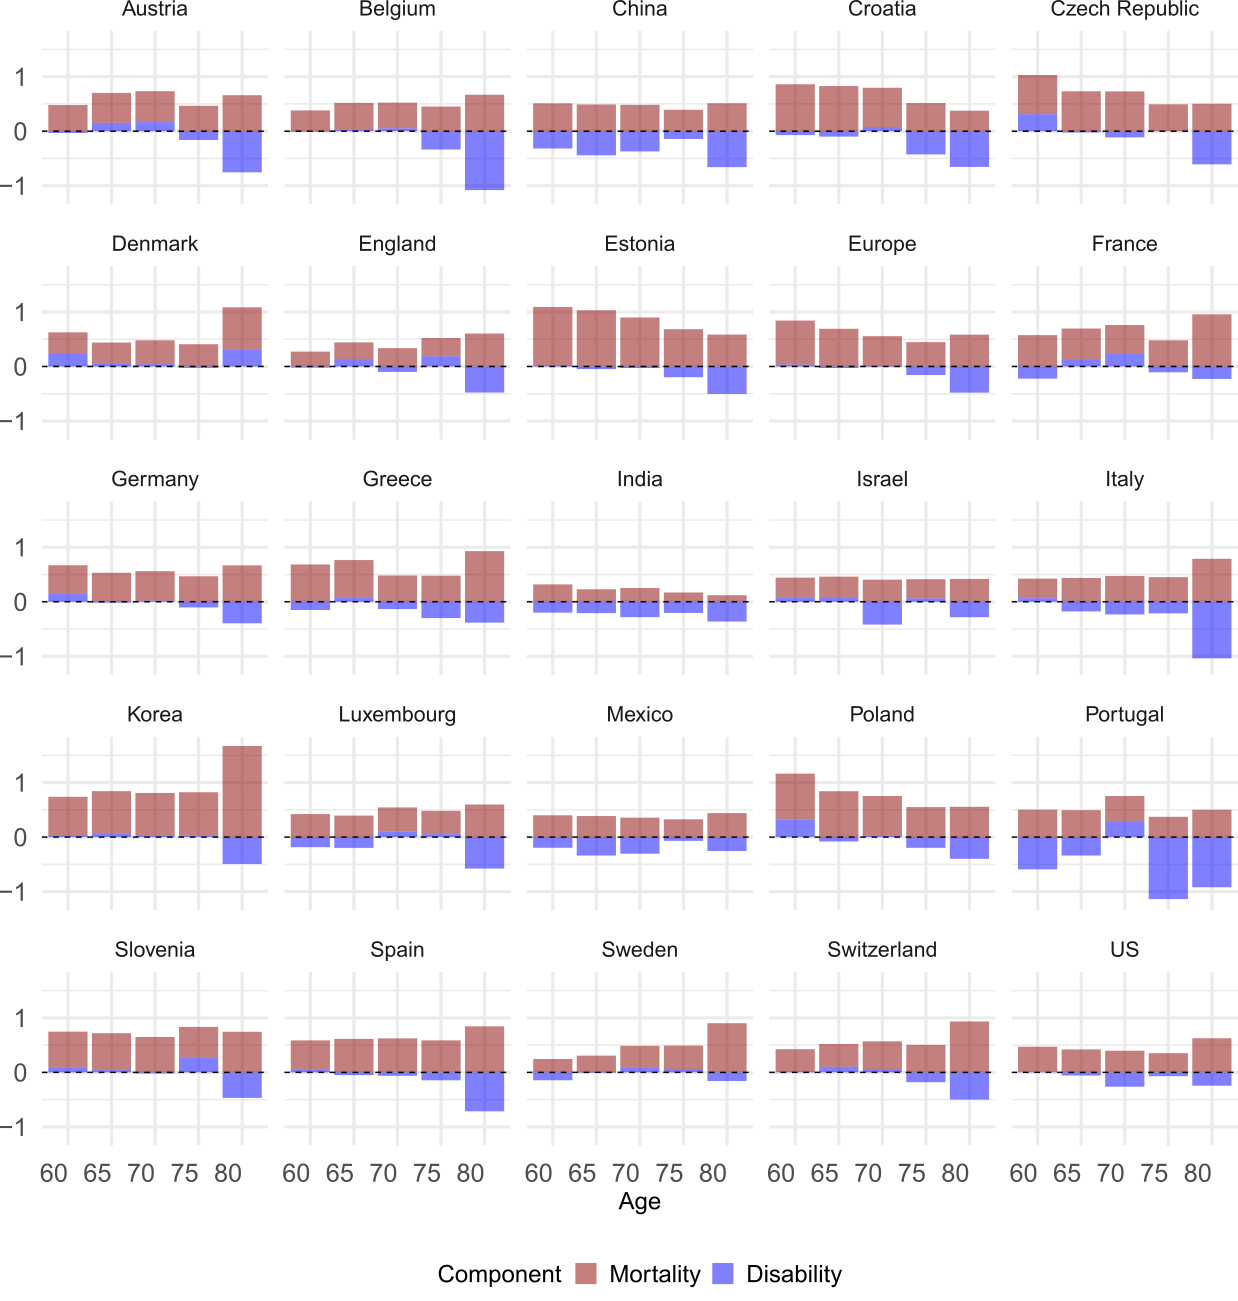 Austria Belgium China Croatia Czech Republic
1
0
−1
Denmark England Estonia Europe France
1
0
−1
Germany Greece India Israel Italy
1
0
−1
Korea Luxembourg Mexico Poland Portugal
1
0
−1
Slovenia Spain Sweden Switzerland US
1
0
−1
60 65 70 75 80 60 65 70 75 80 60 65 70 75 80 60 65 70 75 80 60 65 70 75 80
Age
Component Mortality Disability